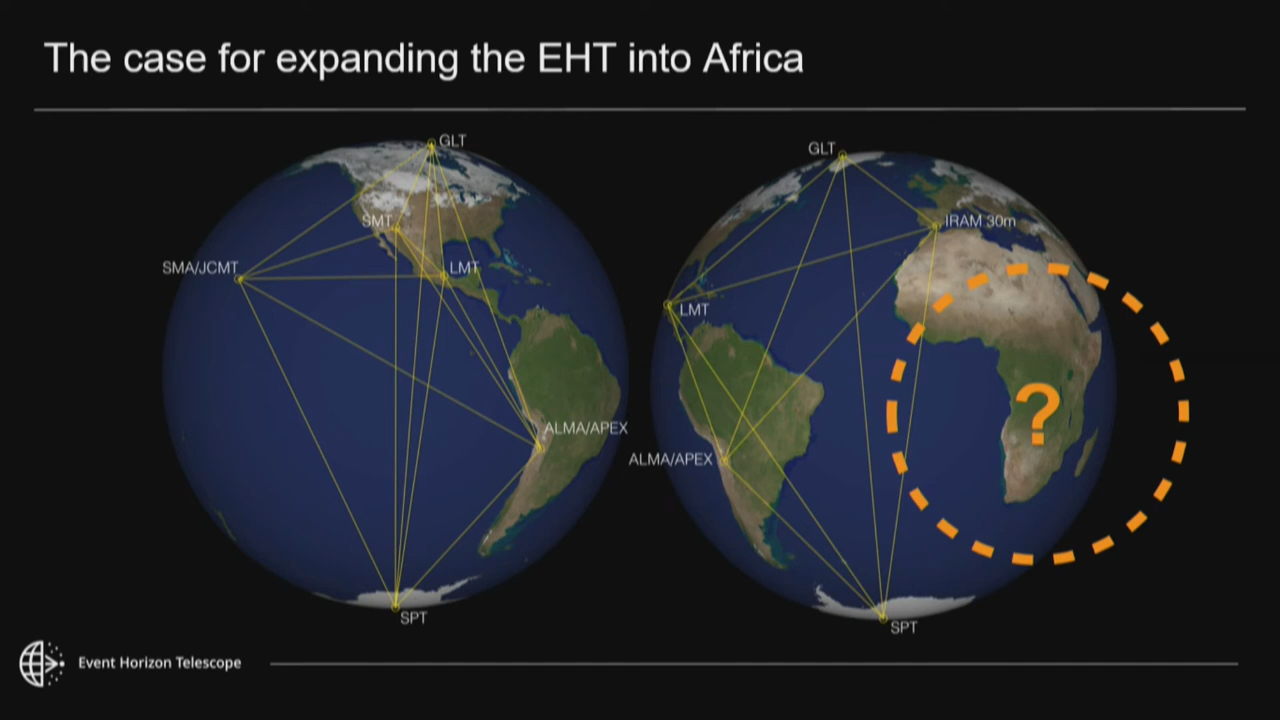 The case for expanding the EHT into Africa
GLT
SMT
SMA/JCMT
LMT
ALMA/APEX
SPT
GLT
IRAM 30m
LMT
?
ALMA/APEX
SPT
Event Horizon Telescope